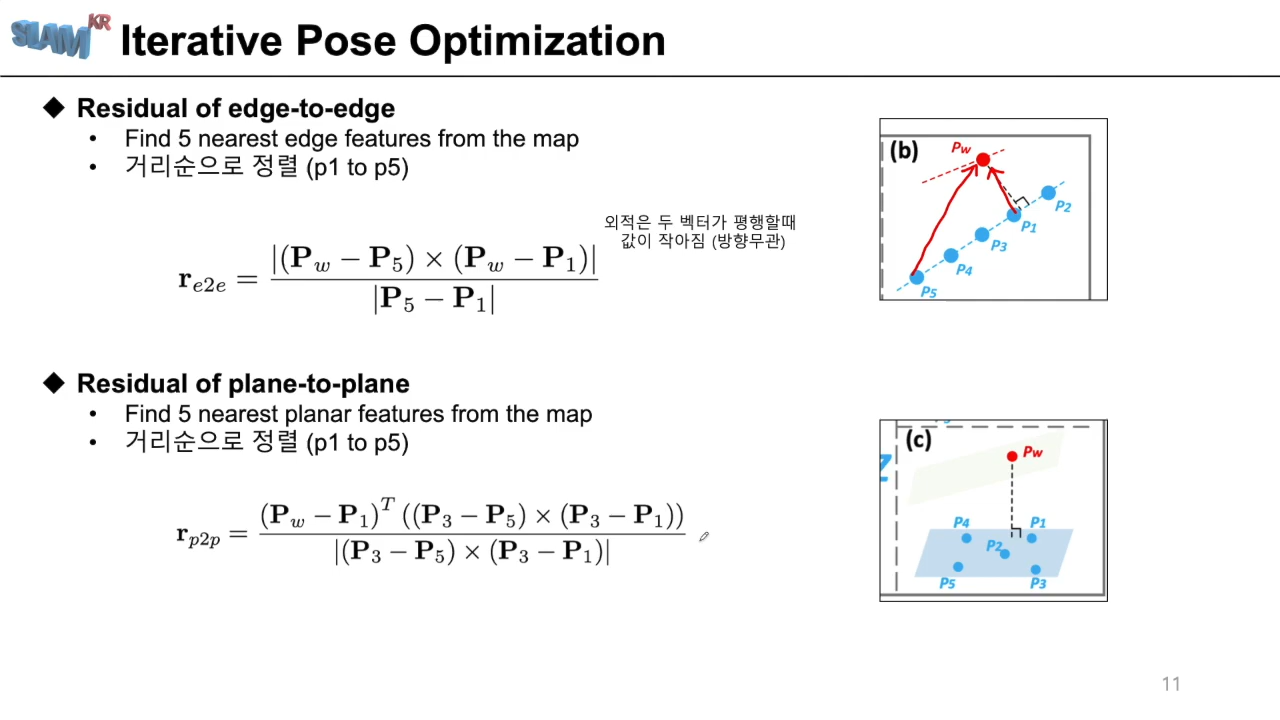 SLAM KR
Iterative Pose Optimization
◆ Residual of edge-to-edge
• Find 5 nearest edge features from the map
• 거리순으로 정렬 (p1 to p5)
외적은 두 벡터가 평행할때
값이 작아짐 (방향무관)
r_{e2e} = |(P_w − P_5) × (P_w − P_1)| / |P_5 − P_1|
(b)
Pw
P2
P1
P3
P4
P5
◆ Residual of plane-to-plane
• Find 5 nearest planar features from the map
• 거리순으로 정렬 (p1 to p5)
r_{p2p} = (P_w − P_1)^T ((P_3 − P_5) × (P_3 − P_1)) / |(P_3 − P_5) × (P_3 − P_1)|
(c)
Pw
P4 P1
P2
P5 P3
11